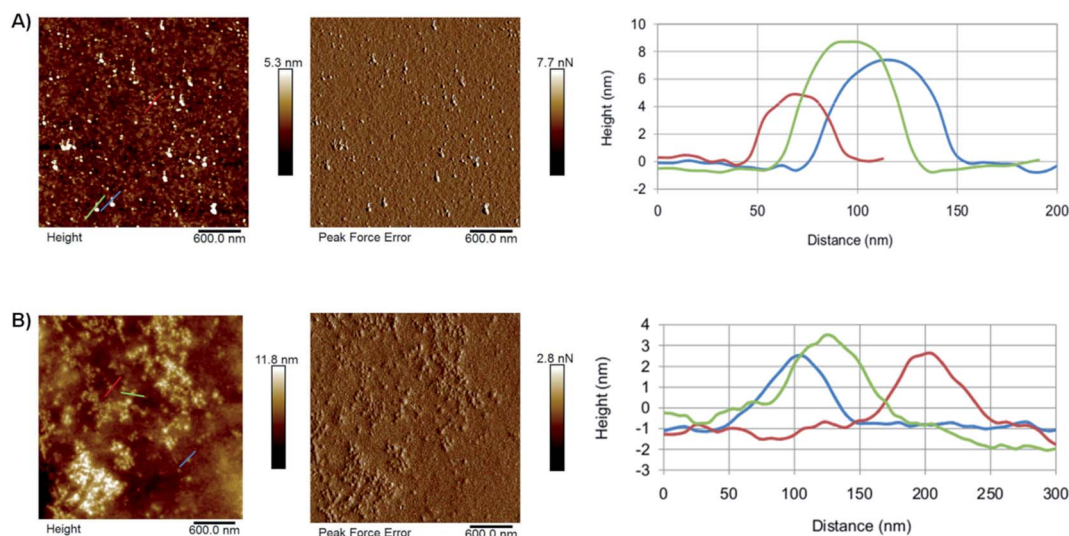 A)
5.3 nm
Height
600.0 nm
7.7 nN
Peak Force Error
600.0 nm
Height (nm)
10
8
6
4
2
0
-2
0 50 100 150 200
Distance (nm)
B)
11.8 nm
Height
600.0 nm
2.8 nN
Peak Force Error
600.0 nm
Height (nm)
4
3
2
1
0
-1
-2
-3
0 50 100 150 200 250 300
Distance (nm)